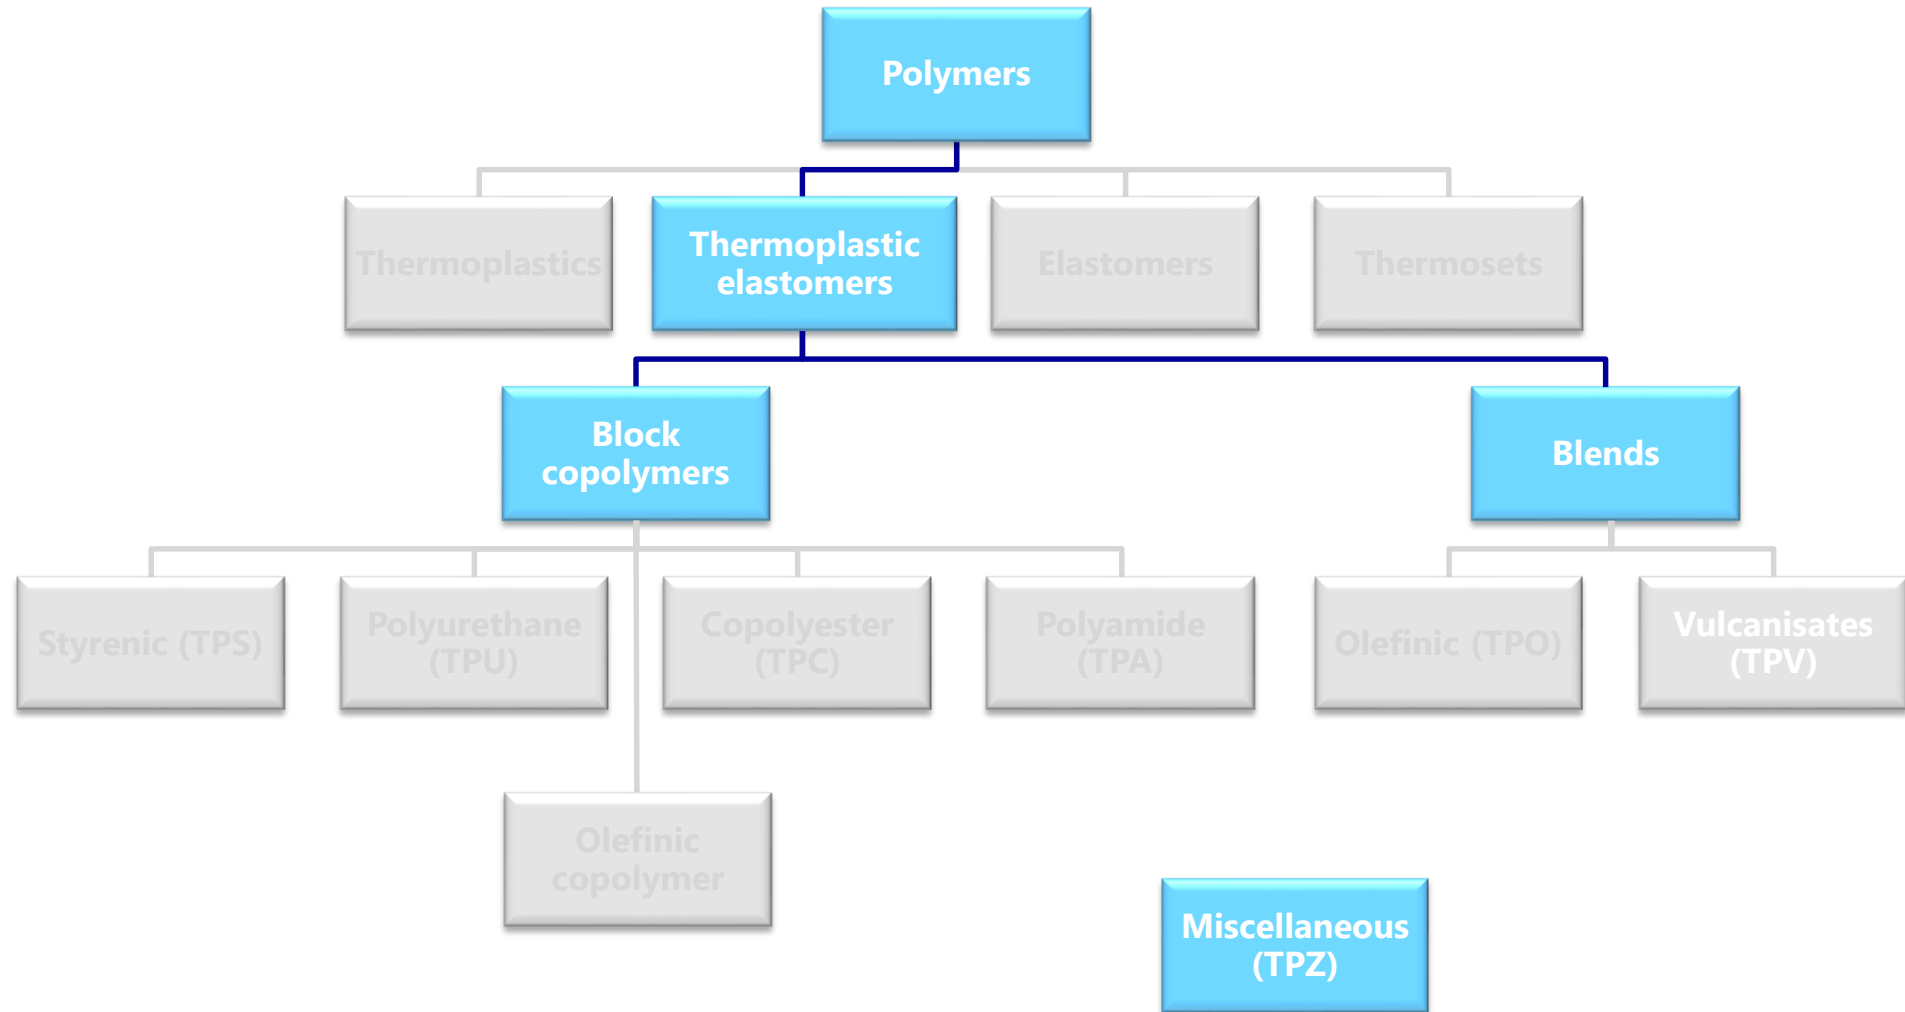 Polymers
Thermoplastics
Thermoplastic
elastomers
Elastomers
Thermosets
Block
copolymers
Blends
Styrenic (TPS)
Polyurethane
(TPU)
Copolyester
(TPC)
Polyamide
(TPA)
Olefinic (TPO)
Vulcanisates
(TPV)
Olefinic
copolymer
Miscellaneous
(TPZ)